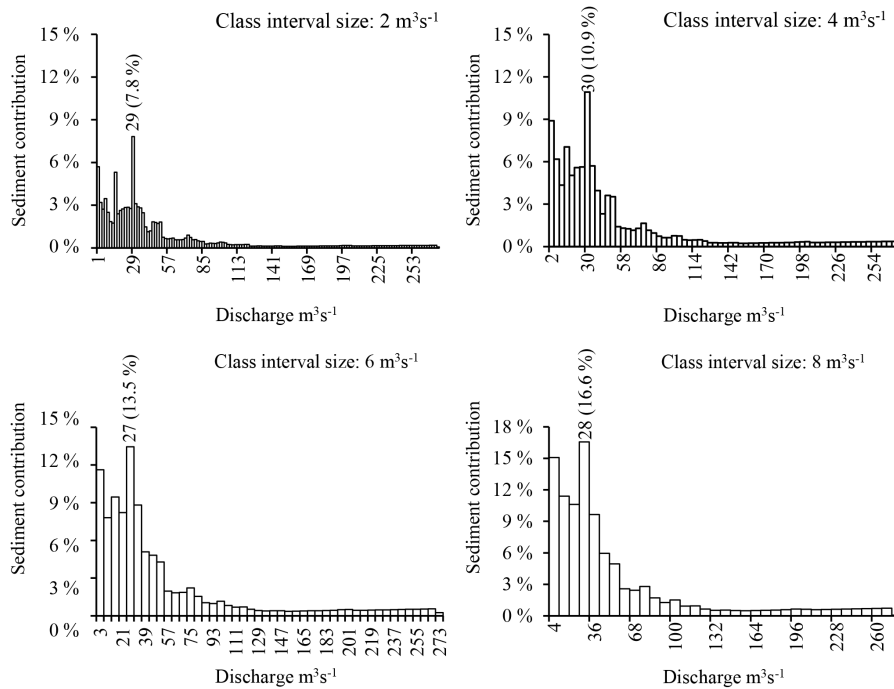 Class interval size: 2 m³s⁻¹
15 %
12 %
9 %
6 %
3 %
0 %
Sediment contribution
29 (7.8 %)
1 29 57 85 113 141 169 197 225 253
Discharge m³s⁻¹
Class interval size: 4 m³s⁻¹
15 %
12 %
9 %
6 %
3 %
0 %
Sediment contribution
30 (10.9 %)
2 30 58 86 114 142 170 198 226 254
Discharge m³s⁻¹
Class interval size: 6 m³s⁻¹
15 %
12 %
9 %
6 %
3 %
0 %
Sediment contribution
27 (13.5 %)
3 21 39 57 75 93 111 129 147 165 183 201 219 237 255 273
Discharge m³s⁻¹
Class interval size: 8 m³s⁻¹
18 %
15 %
12 %
9 %
6 %
3 %
0 %
Sediment contribution
28 (16.6 %)
4 36 68 100 132 164 196 228 260
Discharge m³s⁻¹